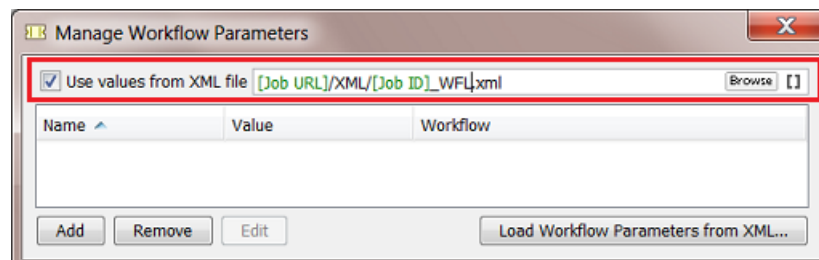 Manage Workflow Parameters
Use values from XML file [Job URL]/XML/[Job ID]_WFL.xml Browse []
Name Value Workflow
Add Remove Edit Load Workflow Parameters from XML...